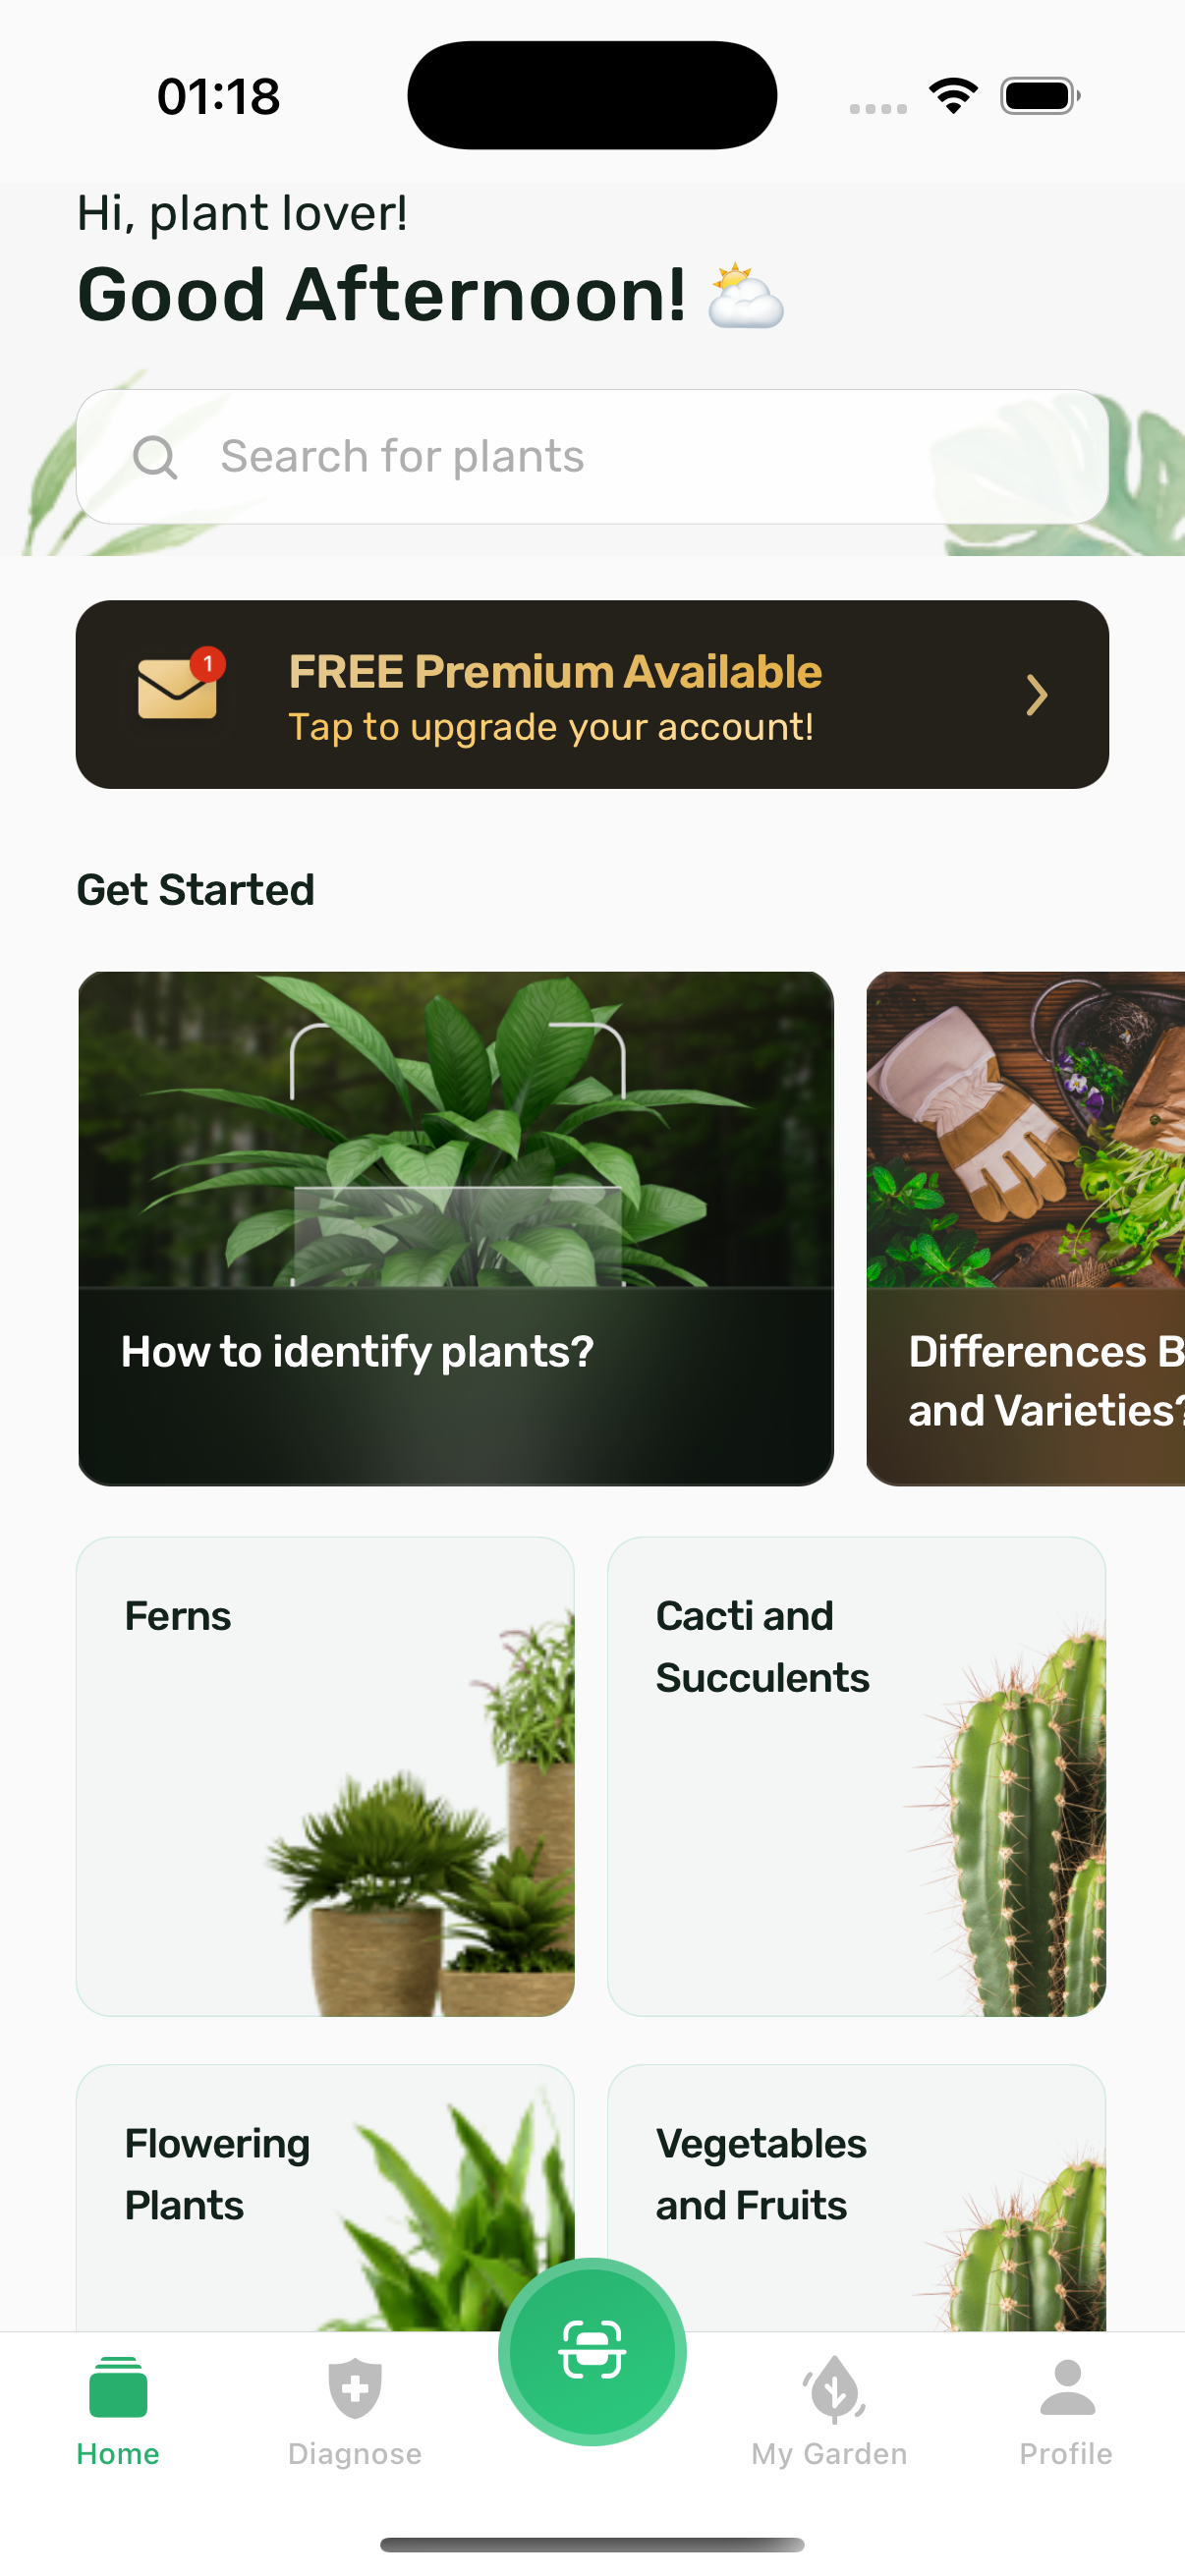 01:18
Hi, plant lover!
Good Afternoon!
Search for plants
1
FREE Premium Available
Tap to upgrade your account!
Get Started
How to identify plants?
Differences B
and Varieties?
Ferns
Cacti and
Succulents
Flowering
Plants
Vegetables
and Fruits
Home
Diagnose
My Garden
Profile